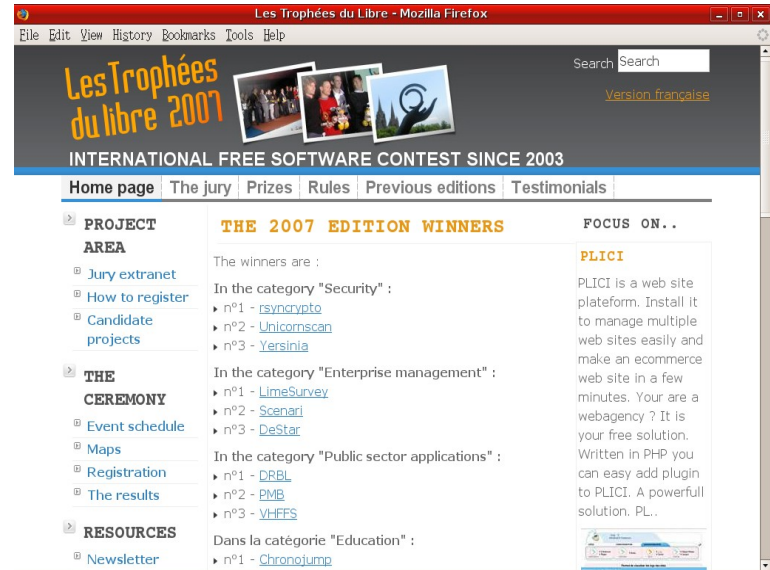 Les Trophées du Libre - Mozilla Firefox
File Edit View History Bookmarks Tools Help
Les Trophées
du libre 2007
Search Search
Version française
INTERNATIONAL FREE SOFTWARE CONTEST SINCE 2003
Home page The jury Prizes Rules Previous editions Testimonials
PROJECT
AREA
Jury extranet
How to register
Candidate
projects
THE
CEREMONY
Event schedule
Maps
Registration
The results
RESOURCES
Newsletter
THE 2007 EDITION WINNERS
The winners are :
In the category "Security" :
n°1 - rsyncrypto
n°2 - Unicornscan
n°3 - Yersinia
In the category "Enterprise management" :
n°1 - LimeSurvey
n°2 - Scenari
n°3 - DeStar
In the category "Public sector applications" :
n°1 - DRBL
n°2 - PMB
n°3 - VHFFS
Dans la catégorie "Education" :
n°1 - Chronojump
FOCUS ON..
PLICI
PLICI is a web site
plateform. Install it
to manage multiple
web sites easily and
make an ecommerce
web site in a few
minutes. Your are a
webagency ? It is
your free solution.
Written in PHP you
can easy add plugin
to PLICI. A powerfull
solution. PL..